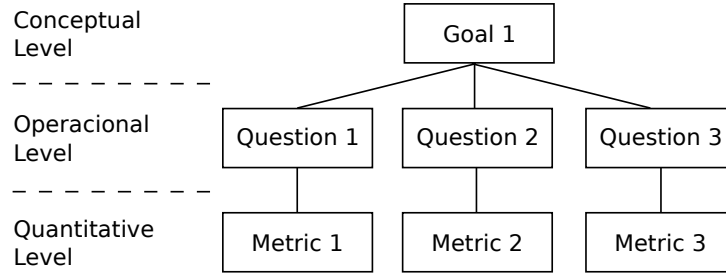 Conceptual
Level
Goal 1
Operacional
Level
Question 1
Question 2
Question 3
Quantitative
Level
Metric 1
Metric 2
Metric 3